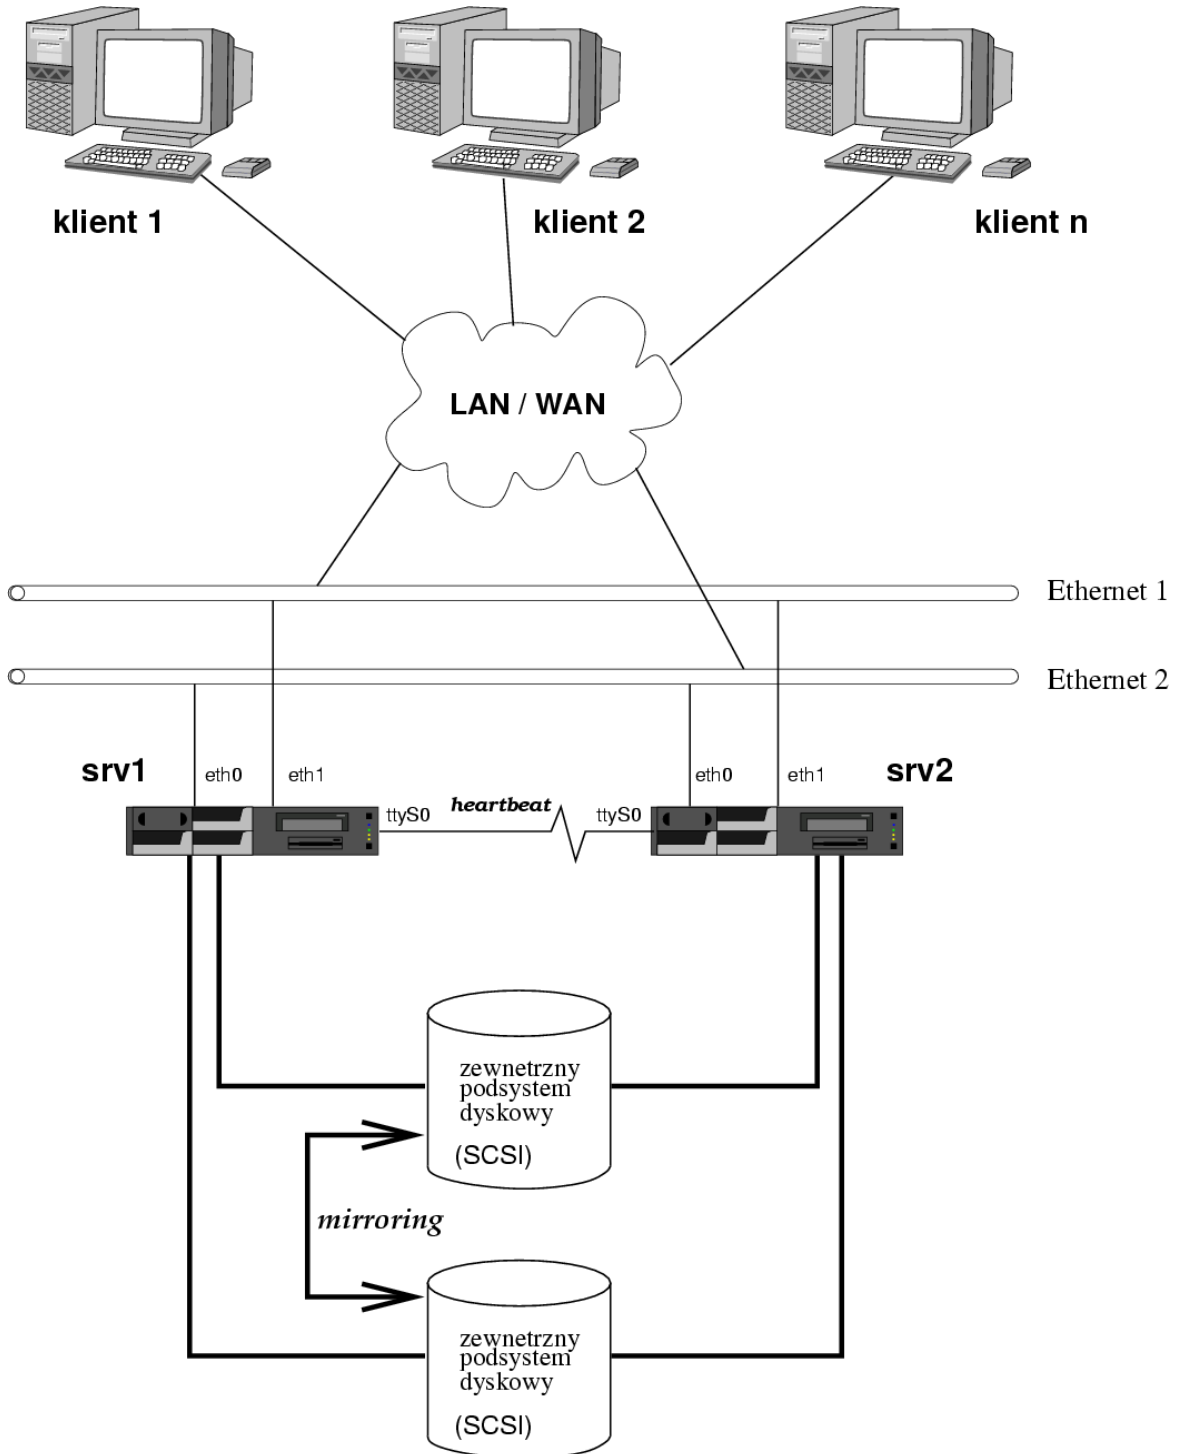 klient 1
klient 2
klient n
LAN / WAN
Ethernet 1
Ethernet 2
srv1
eth0
eth1
eth0
eth1
srv2
ttyS0
heartbeat
ttyS0
zewnetrzny
podsystem
dyskowy
(SCSI)
mirroring
zewnetrzny
podsystem
dyskowy
(SCSI)